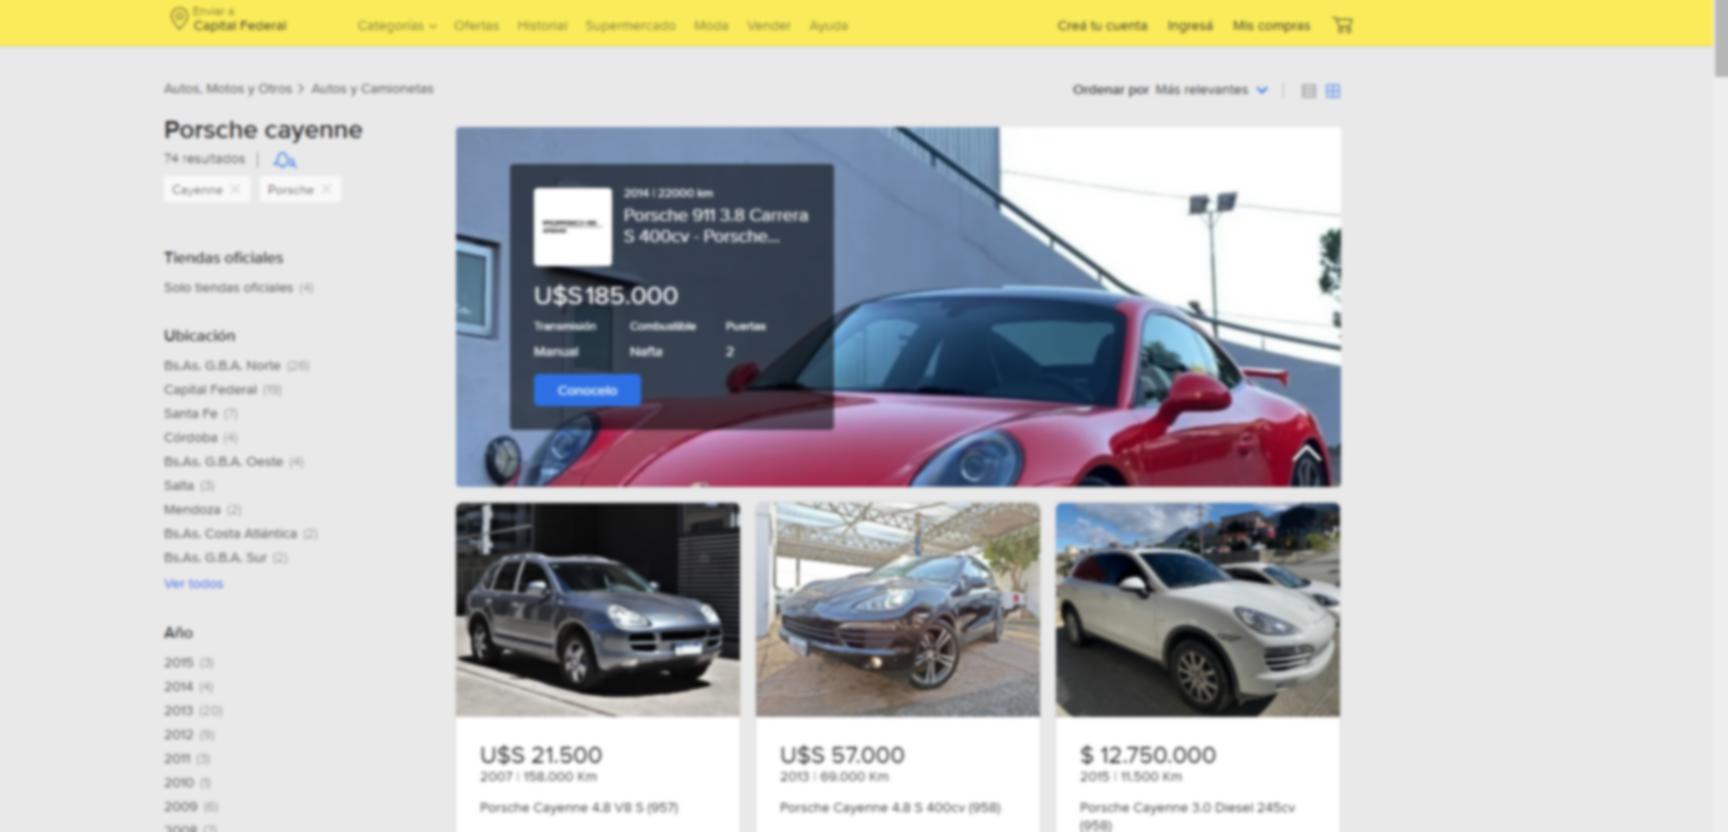 Enviar a
Capital Federal
Categorías Ofertas Historial Supermercado Moda Vender Ayuda
Creá tu cuenta Ingresá Mis compras
Autos, Motos y Otros > Autos y Camionetas
Ordenar por Más relevantes
Porsche cayenne
74 resultados
Cayenne × Porsche ×
Tiendas oficiales
Solo tiendas oficiales (4)
Ubicación
Bs.As. G.B.A. Norte (26)
Capital Federal (19)
Santa Fe (7)
Córdoba (4)
Bs.As. G.B.A. Oeste (4)
Salta (3)
Mendoza (2)
Bs.As. Costa Atlántica (2)
Bs.As. G.B.A. Sur (2)
Ver todos
Año
2015 (3)
2014 (4)
2013 (20)
2012 (9)
2011 (3)
2010 (1)
2009 (6)
2008
2014 | 22000 km
Porsche 911 3.8 Carrera
S 400cv - Porsche...
U$S 185.000
Transmisión Combustible Puertas
Manual Nafta 2
Conocelo
U$S 21.500
2007 | 158.000 Km
Porsche Cayenne 4.8 V8 S (957)
U$S 57.000
2013 | 69.000 Km
Porsche Cayenne 4.8 S 400cv (958)
$ 12.750.000
2015 | 11.500 Km
Porsche Cayenne 3.0 Diesel 245cv
(958)